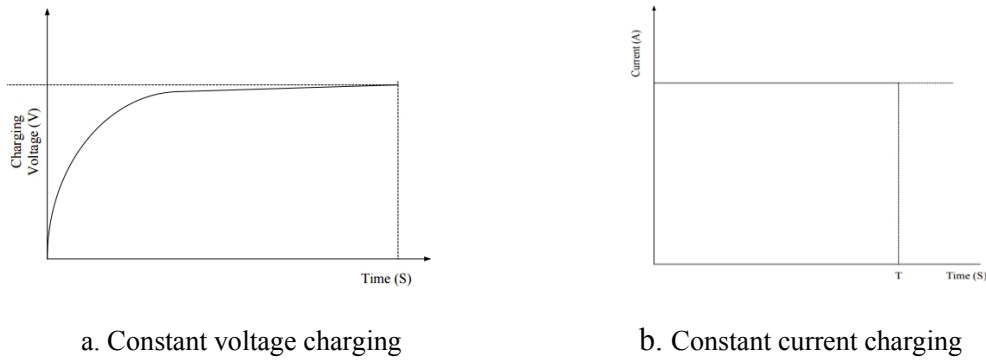 Charging
Voltage (V)
Time (S)
Current (A)
T
Time (S)
a. Constant voltage charging
b. Constant current charging